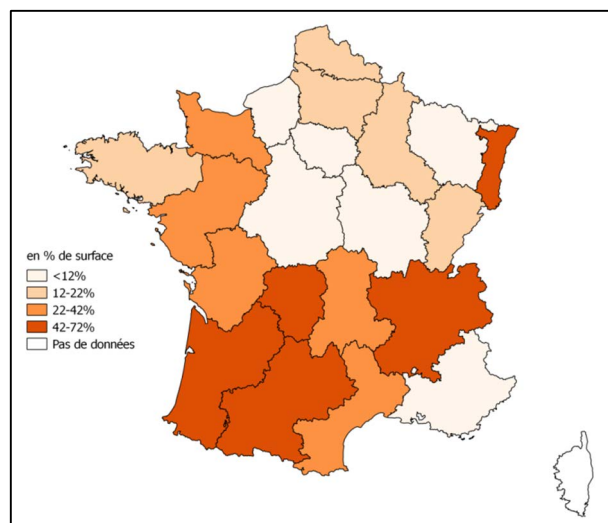 en % de surface
<12%
12-22%
22-42%
42-72%
Pas de données